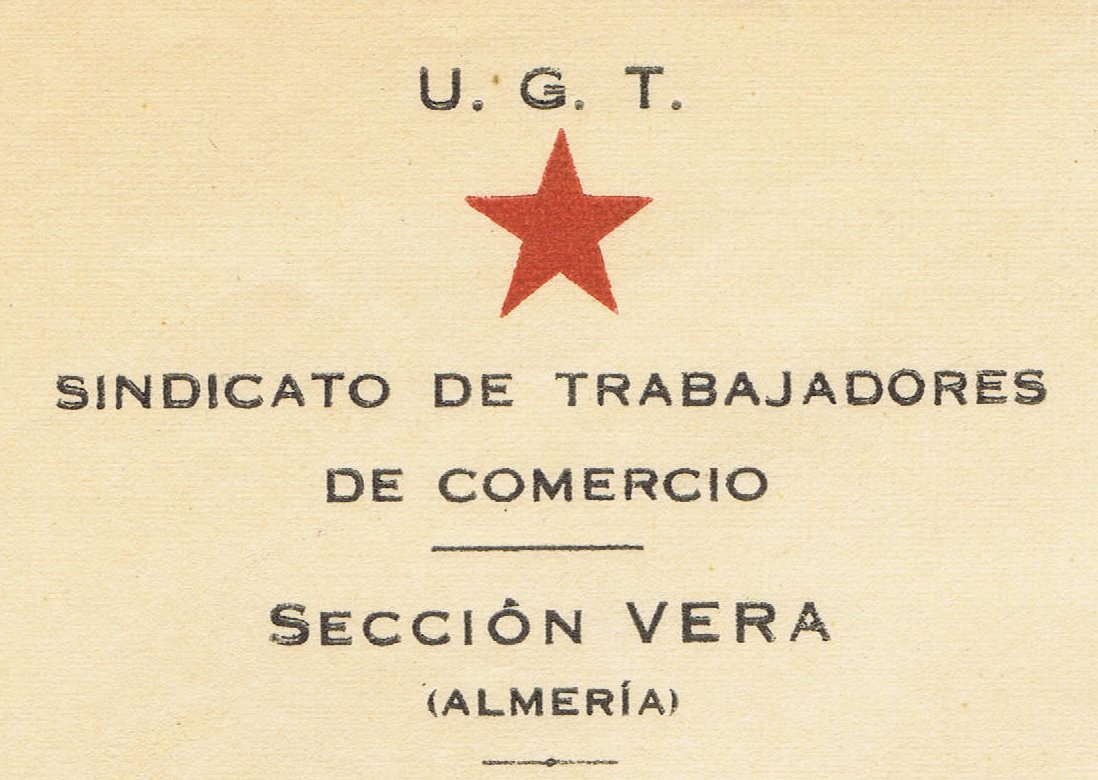 U. G. T.
SINDICATO DE TRABAJADORES
DE COMERCIO
SECCIÓN VERA
(ALMERÍA)